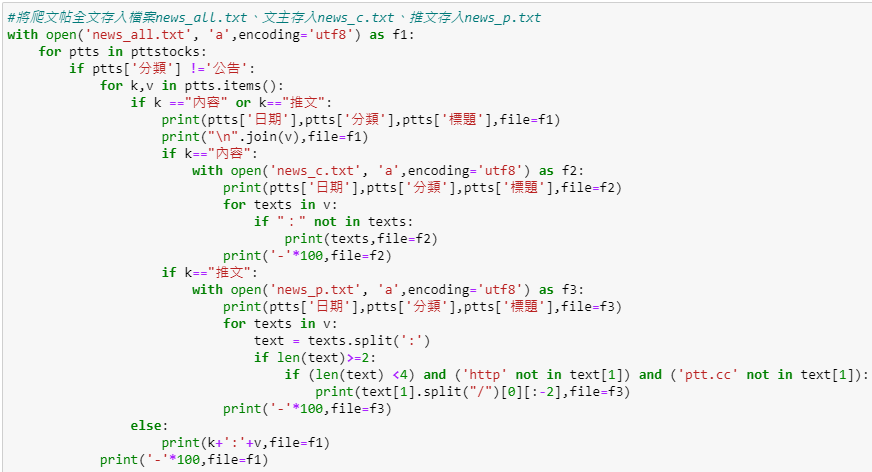 #將爬文帖全文存入檔案news_all.txt、文主存入news_c.txt、推文存入news_p.txt
with open('news_all.txt', 'a',encoding='utf8') as f1:
    for ptts in pttstocks:
        if ptts['分類'] !='公告':
            for k,v in ptts.items():
                if k =="內容" or k=="推文":
                    print(ptts['日期'],ptts['分類'],ptts['標題'],file=f1)
                    print("\n".join(v),file=f1)
                    if k=="內容":
                        with open('news_c.txt', 'a',encoding='utf8') as f2:
                            print(ptts['日期'],ptts['分類'],ptts['標題'],file=f2)
                            for texts in v:
                                if "：" not in texts:
                                    print(texts,file=f2)
                            print('-'*100,file=f2)
                    if k=="推文":
                        with open('news_p.txt', 'a',encoding='utf8') as f3:
                            print(ptts['日期'],ptts['分類'],ptts['標題'],file=f3)
                            for texts in v:
                                text = texts.split(':')
                                if len(text)>=2:
                                    if (len(text) <4) and ('http' not in text[1]) and ('ptt.cc' not in text[1]):
                                        print(text[1].split("/")[0][:-2],file=f3)
                            print('-'*100,file=f3)
                else:
                    print(k+':'+v,file=f1)
            print('-'*100,file=f1)